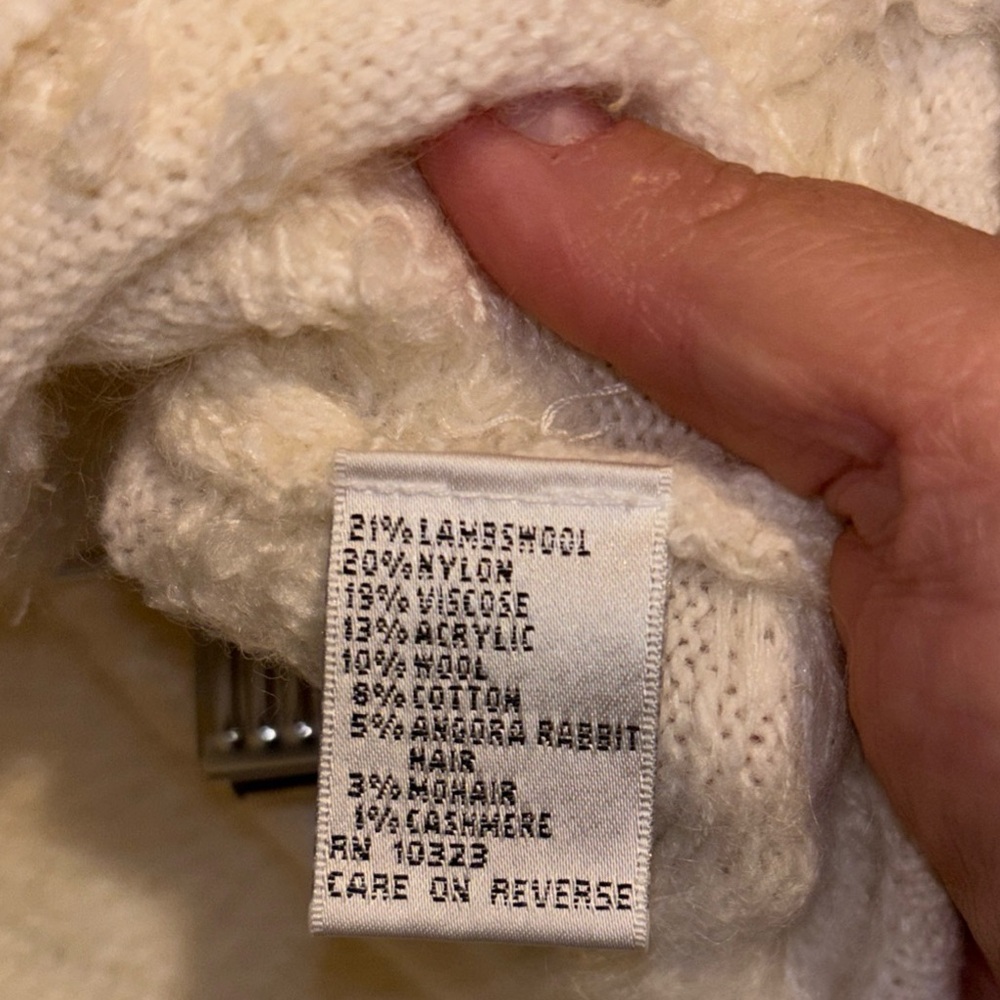 21% LAMBSWOOL
20% NYLON
19% VISCOSE
13% ACRYLIC
10% WOOL
8% COTTON
5% ANGORA RABBIT
HAIR
3% MOHAIR
1% CASHMERE
RN 10323
CARE ON REVERSE